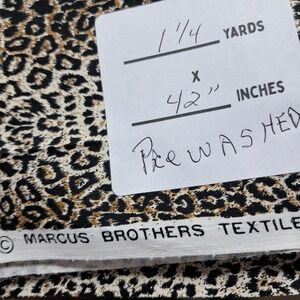 1 1/4 YARDS
X
42" INCHES
PreWASHED
© MARCUS BROTHERS TEXTILE